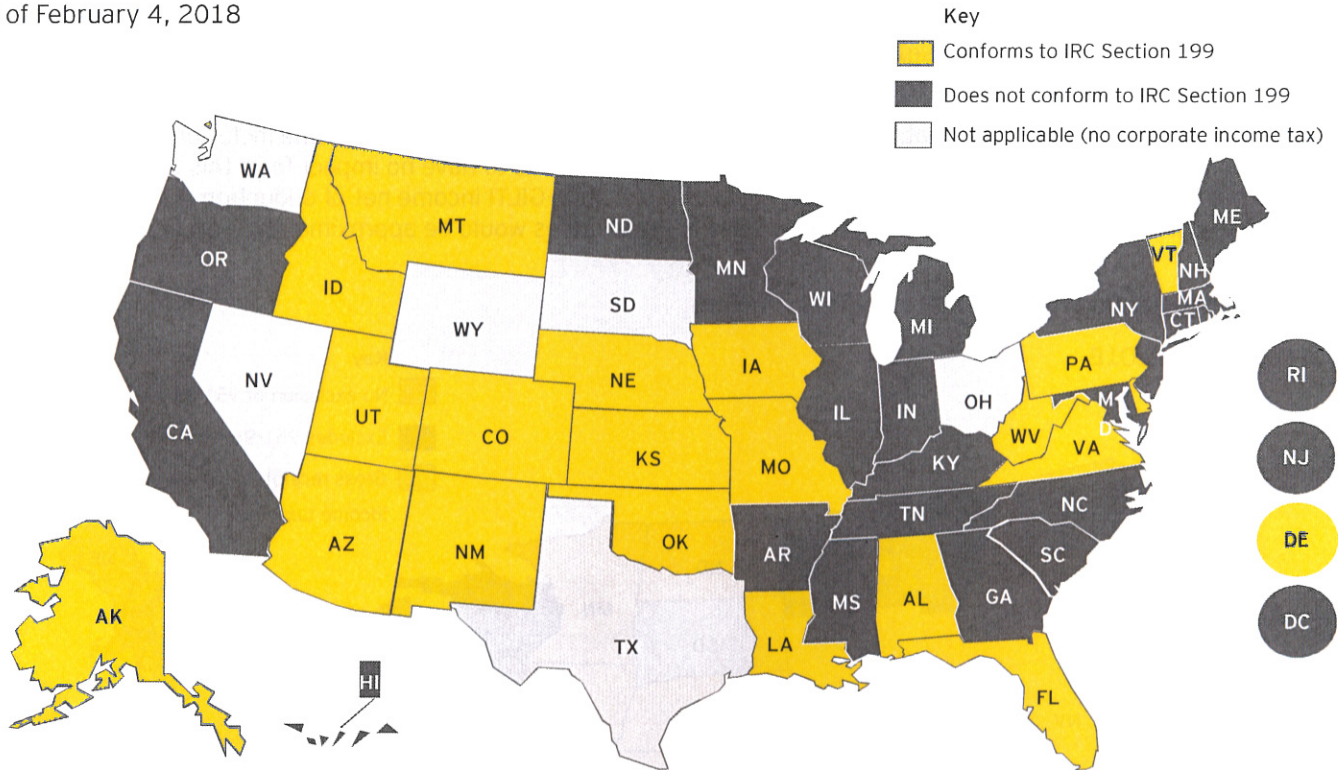 of February 4, 2018
Key
Conforms to IRC Section 199
Does not conform to IRC Section 199
Not applicable (no corporate income tax)
WA
MT
ND
MN
ME
VT
NH
OR
ID
SD
WI
MI
NY
MA
CT
WY
IA
PA
RI
NV
NE
OH
UT
CO
IL
IN
M
D
WV
VA
CA
KS
MO
KY
NJ
AZ
NM
OK
AR
TN
NC
SC
DE
AK
TX
LA
MS
AL
GA
DC
HI
FL